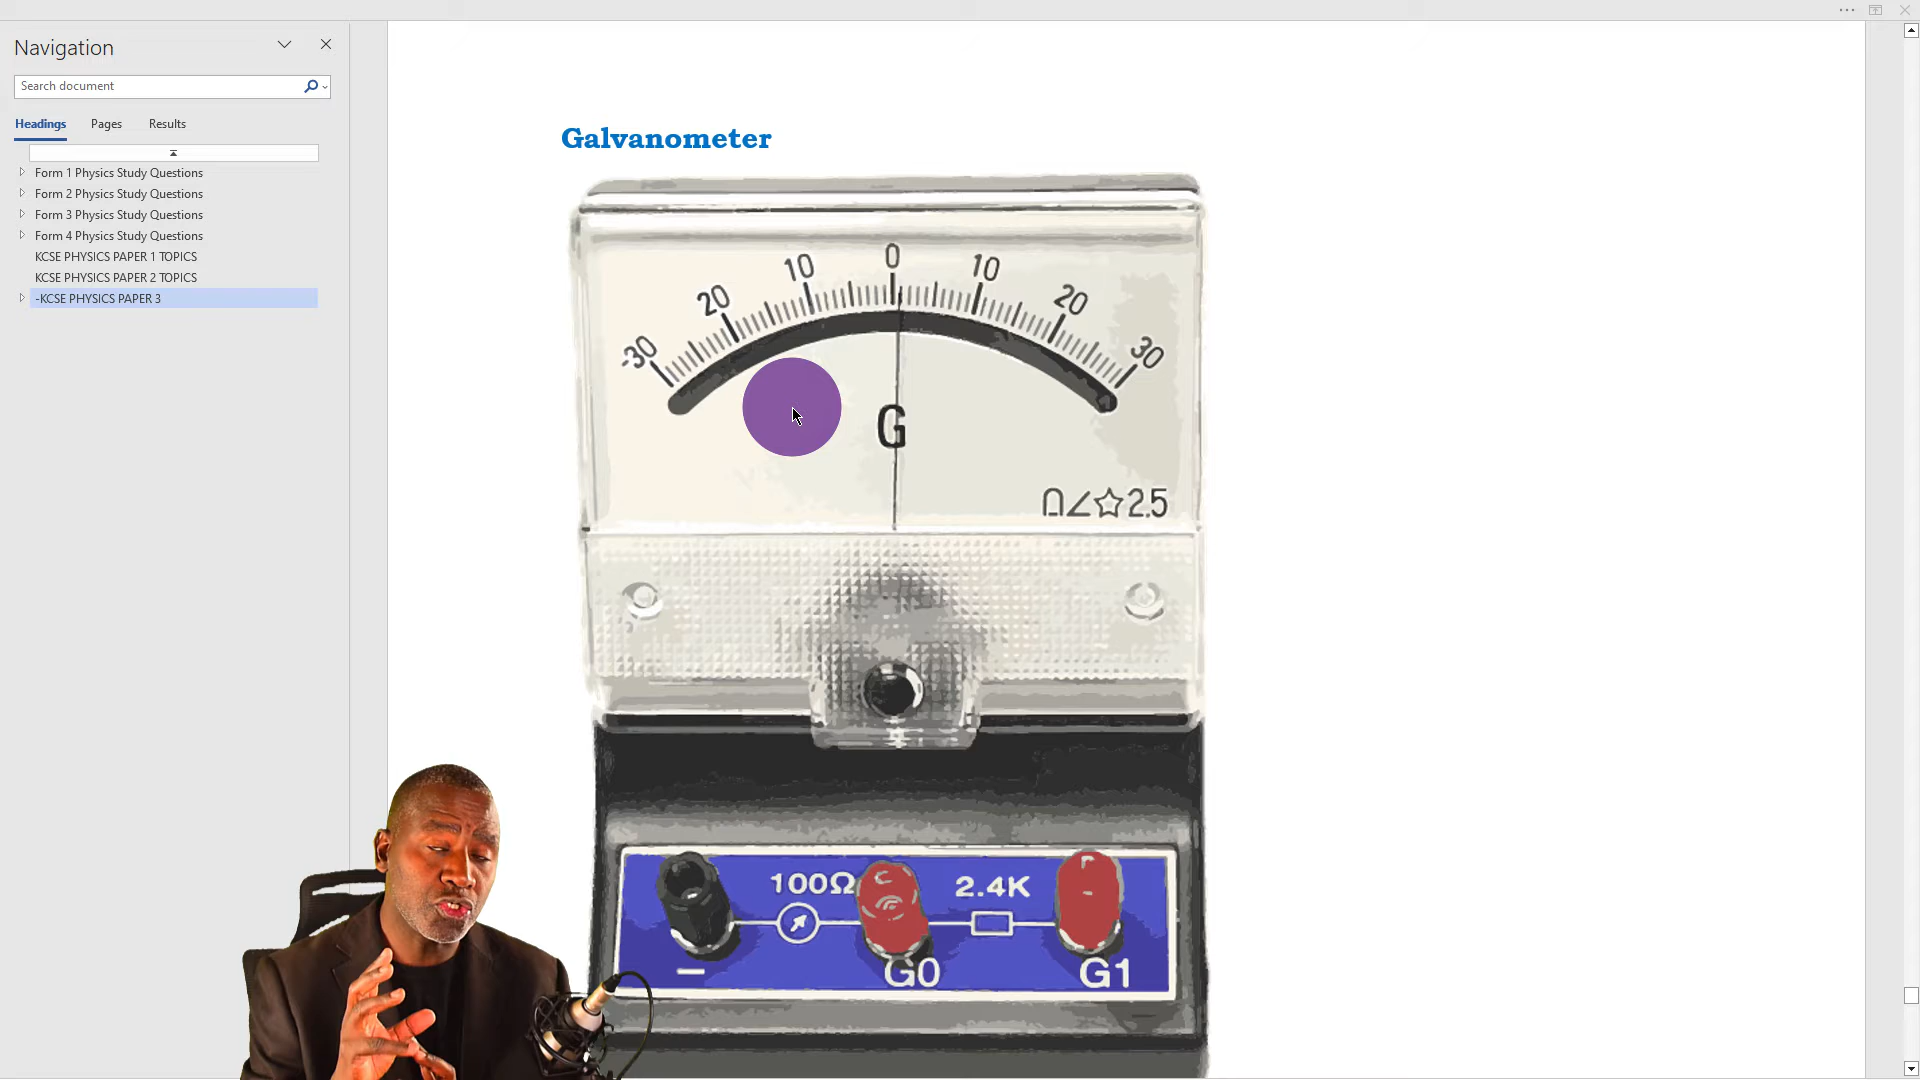 Navigation
Search document
Headings Pages Results
Form 1 Physics Study Questions
Form 2 Physics Study Questions
Form 3 Physics Study Questions
Form 4 Physics Study Questions
KCSE PHYSICS PAPER 1 TOPICS
KCSE PHYSICS PAPER 2 TOPICS
-KCSE PHYSICS PAPER 3
Galvanometer
-30 20 10 0 10 20 30
G
Ω∠☆2.5
100Ω 2.4K
– G0 G1